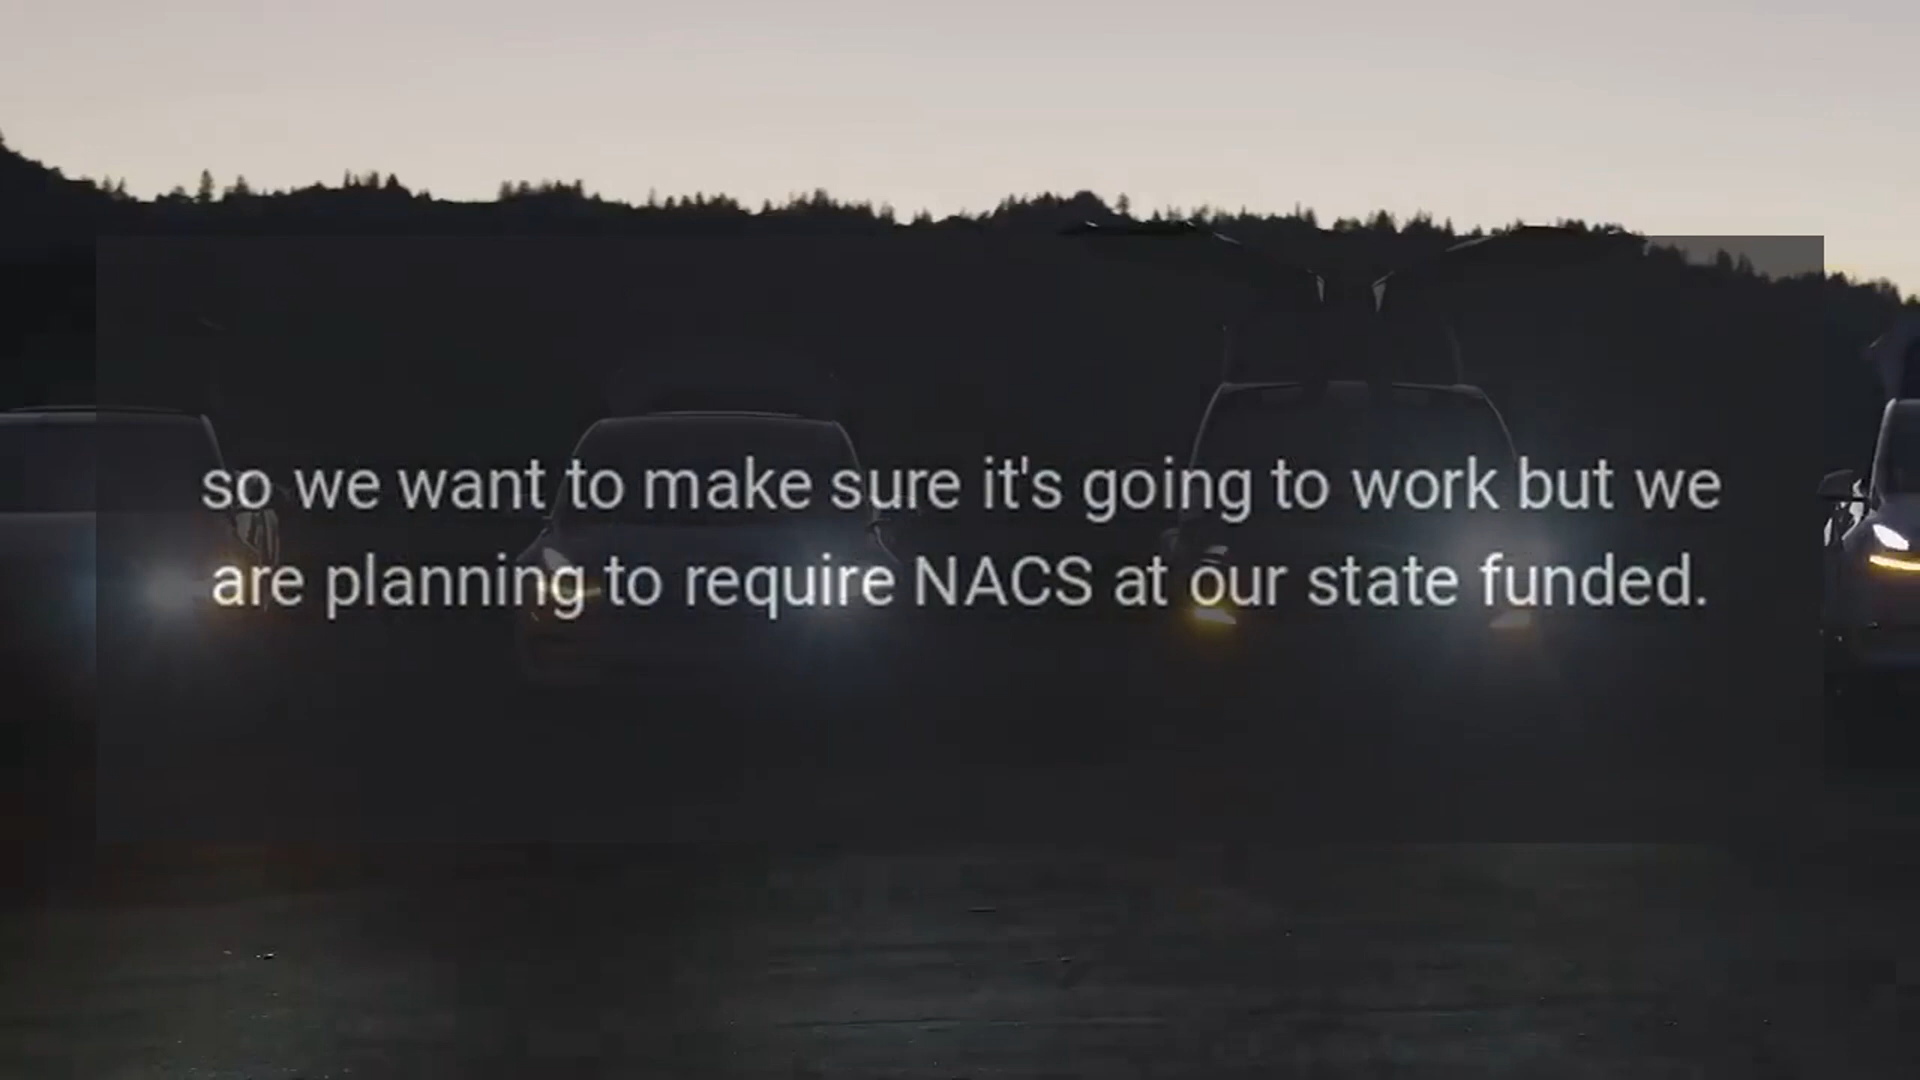 so we want to make sure it's going to work but we
are planning to require NACS at our state funded.